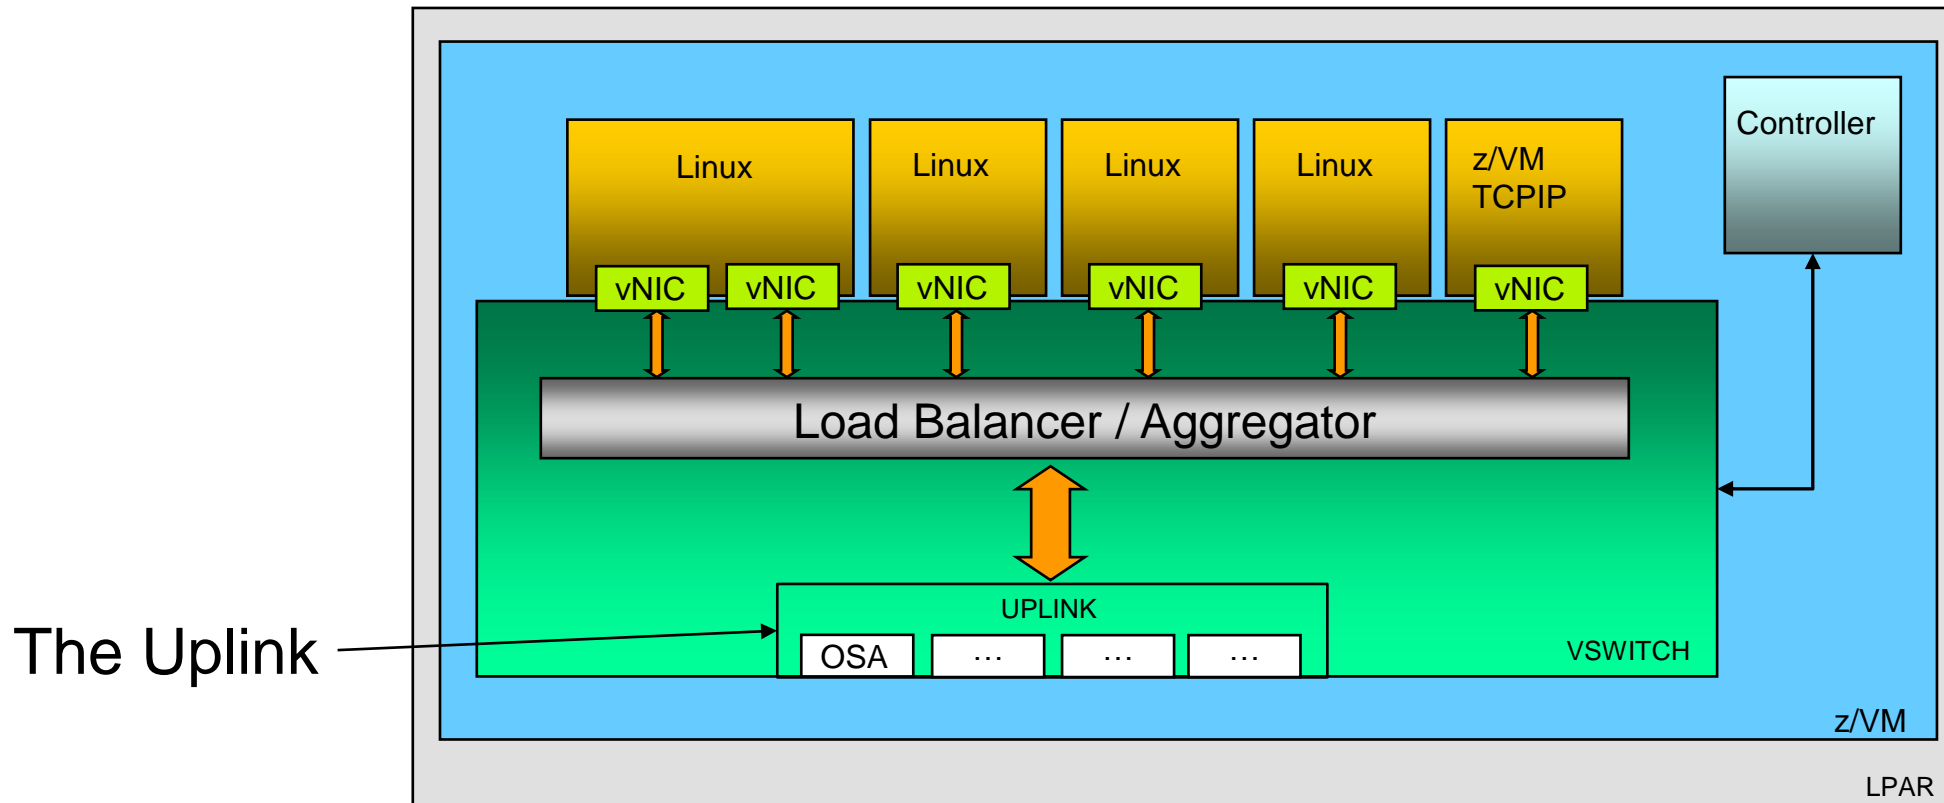 Controller
Linux
Linux
Linux
Linux
z/VM
TCPIP
vNIC
vNIC
vNIC
vNIC
vNIC
vNIC
Load Balancer / Aggregator
UPLINK
The Uplink
OSA
...
...
...
VSWITCH
z/VM
LPAR